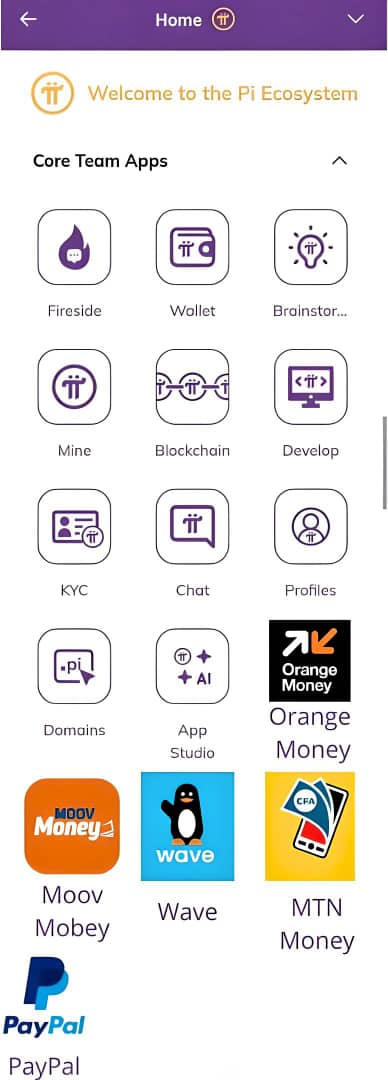 Home
Welcome to the Pi Ecosystem
Core Team Apps
Fireside
Wallet
Brainstor...
Mine
Blockchain
<π>
Develop
KYC
Chat
Profiles
.pi
Domains
AI
App
Studio
Orange
Money
Orange
Money
MOOV
Money
Moov
Mobey
wave
Wave
CFA
MTN
Money
PayPal
PayPal